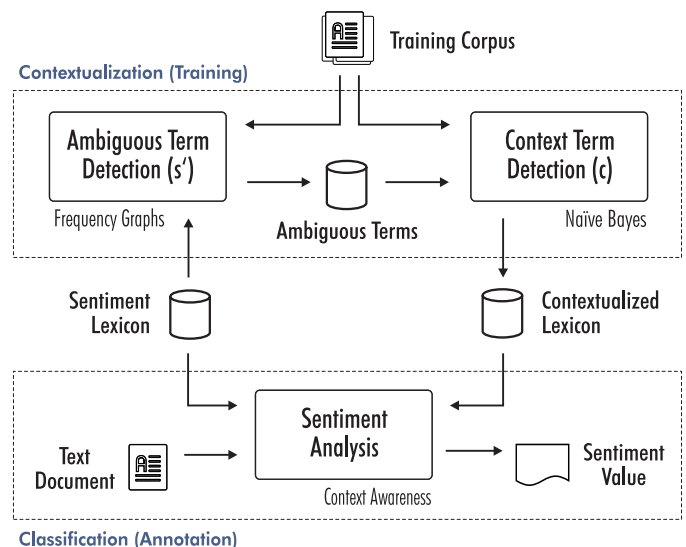 Training Corpus
Contextualization (Training)
Ambiguous Term
Detection (s‘)
Context Term
Detection (c)
Frequency Graphs
Ambiguous Terms
Naïve Bayes
Sentiment
Lexicon
Contextualized
Lexicon
Sentiment
Analysis
Text
Document
Sentiment
Value
Context Awareness
Classification (Annotation)